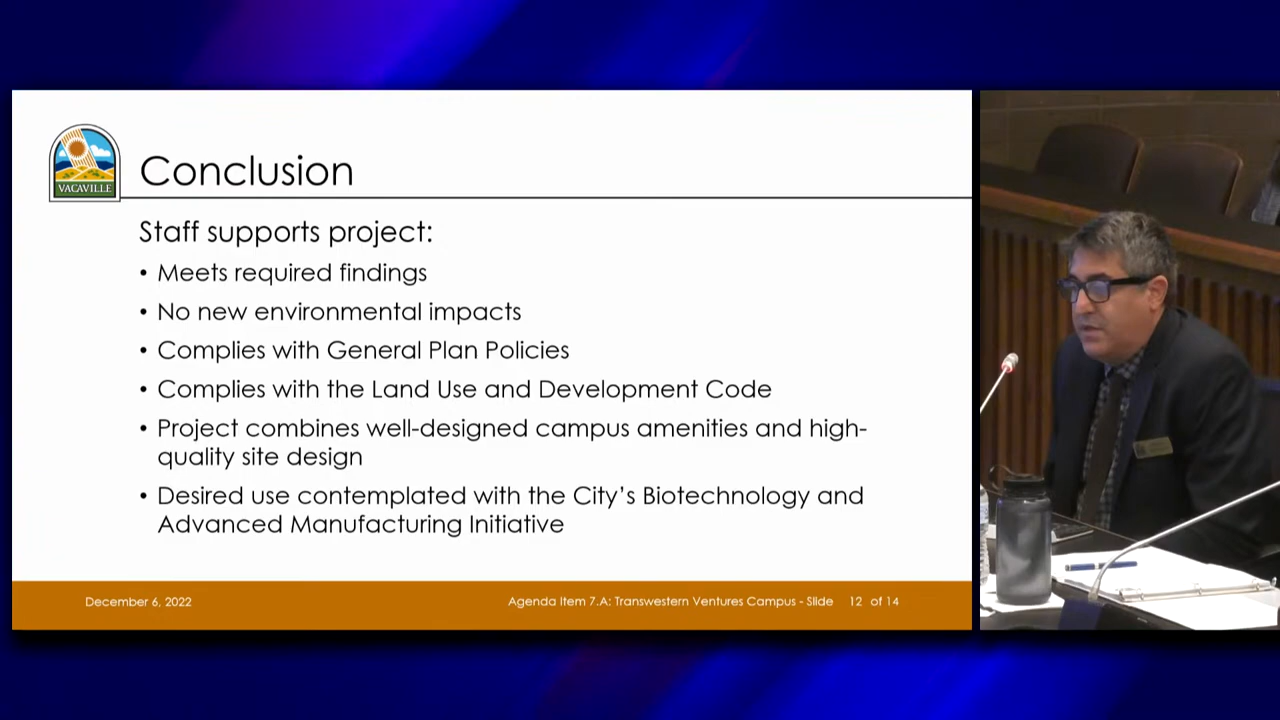 VACAVILLE
Conclusion
Staff supports project:
• Meets required findings
• No new environmental impacts
• Complies with General Plan Policies
• Complies with the Land Use and Development Code
• Project combines well-designed campus amenities and high-
quality site design
• Desired use contemplated with the City's Biotechnology and
Advanced Manufacturing Initiative
December 6, 2022 Agenda Item 7.A: Transwestern Ventures Campus - Slide 12 of 14